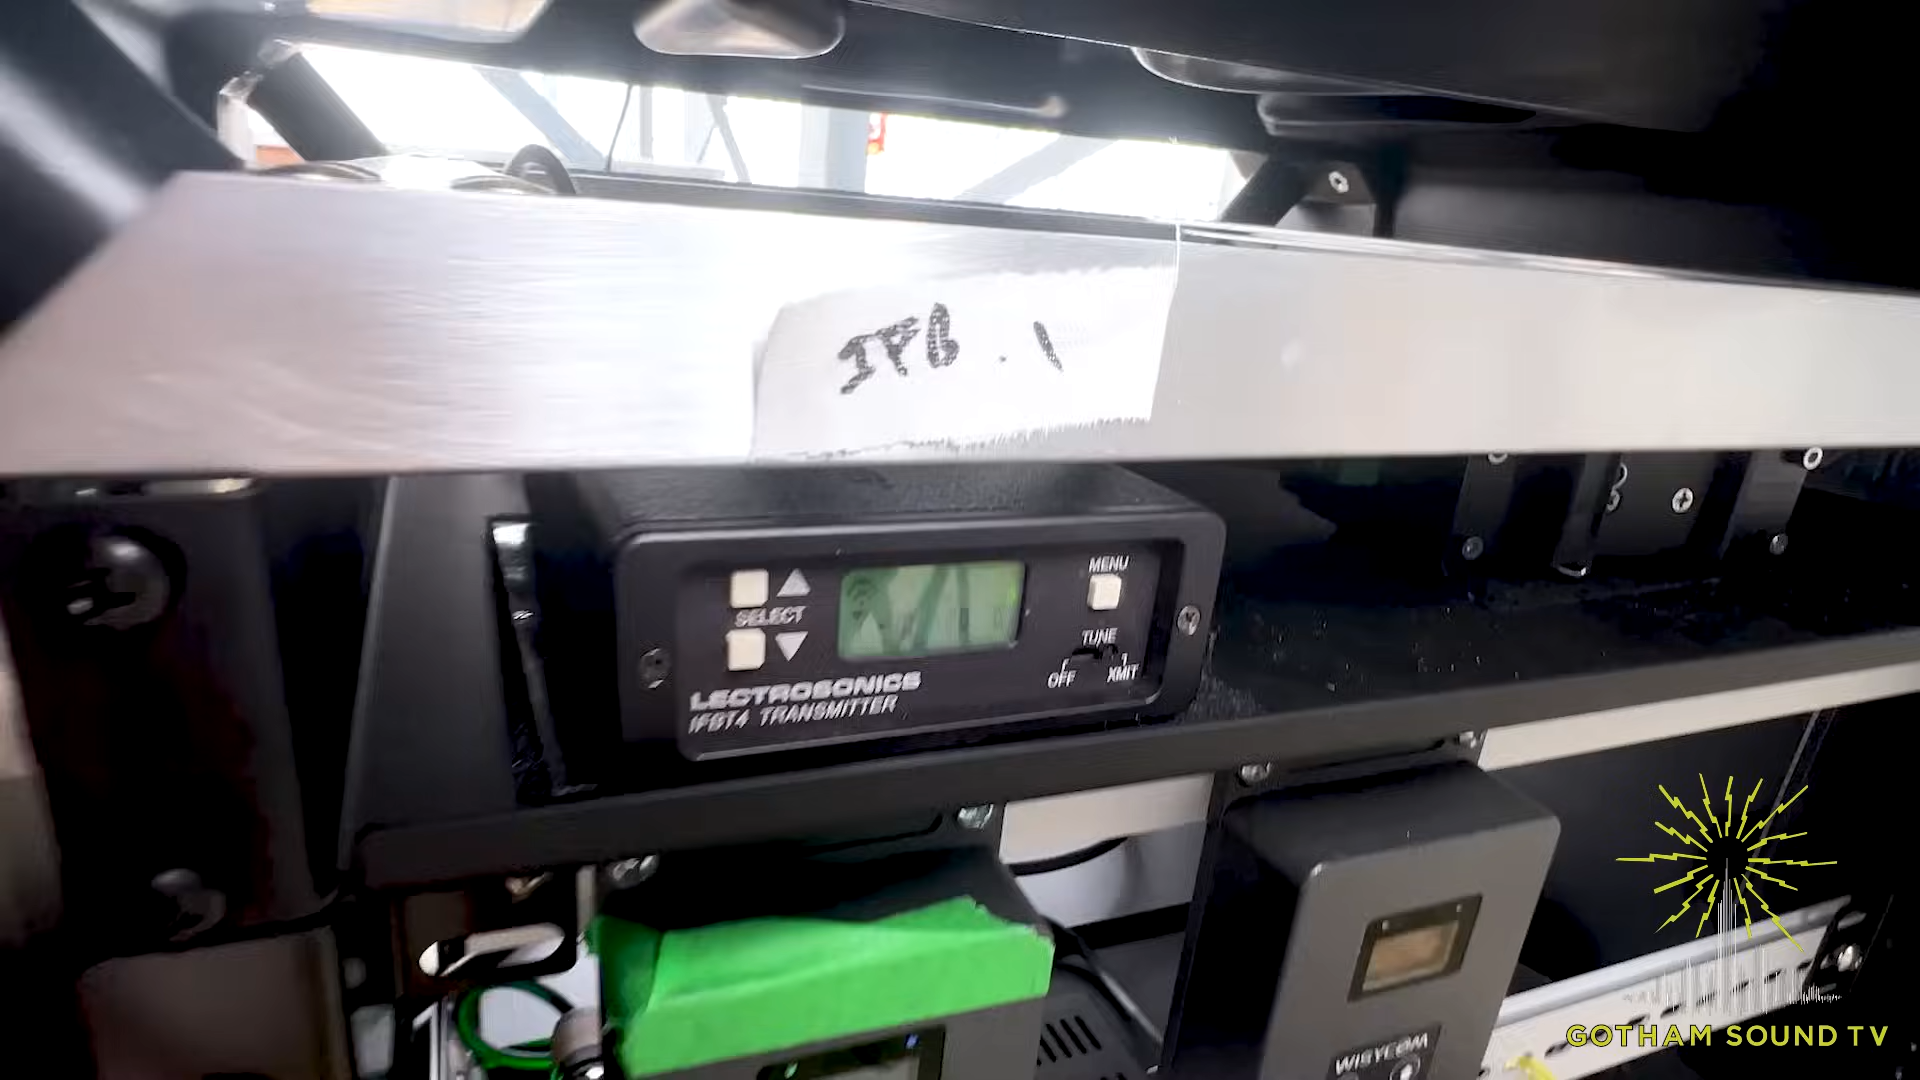 IFB . 1
MENU
SELECT
TUNE
OFF XMIT
LECTROSONICS
IFBT4 TRANSMITTER
WISYCOM
GOTHAM SOUND TV